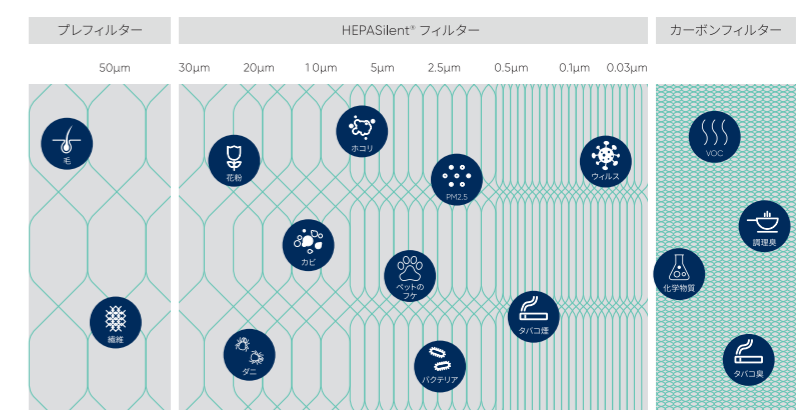 プレフィルター
HEPASilent® フィルター
カーボンフィルター
50μm
30μm
20μm
10μm
5μm
2.5μm
0.5μm
0.1μm
0.03μm
毛
花粉
ホコリ
PM2.5
ウィルス
VOC
カビ
ペットの
フケ
調理臭
化学物質
繊維
ダニ
バクテリア
タバコ煙
タバコ臭